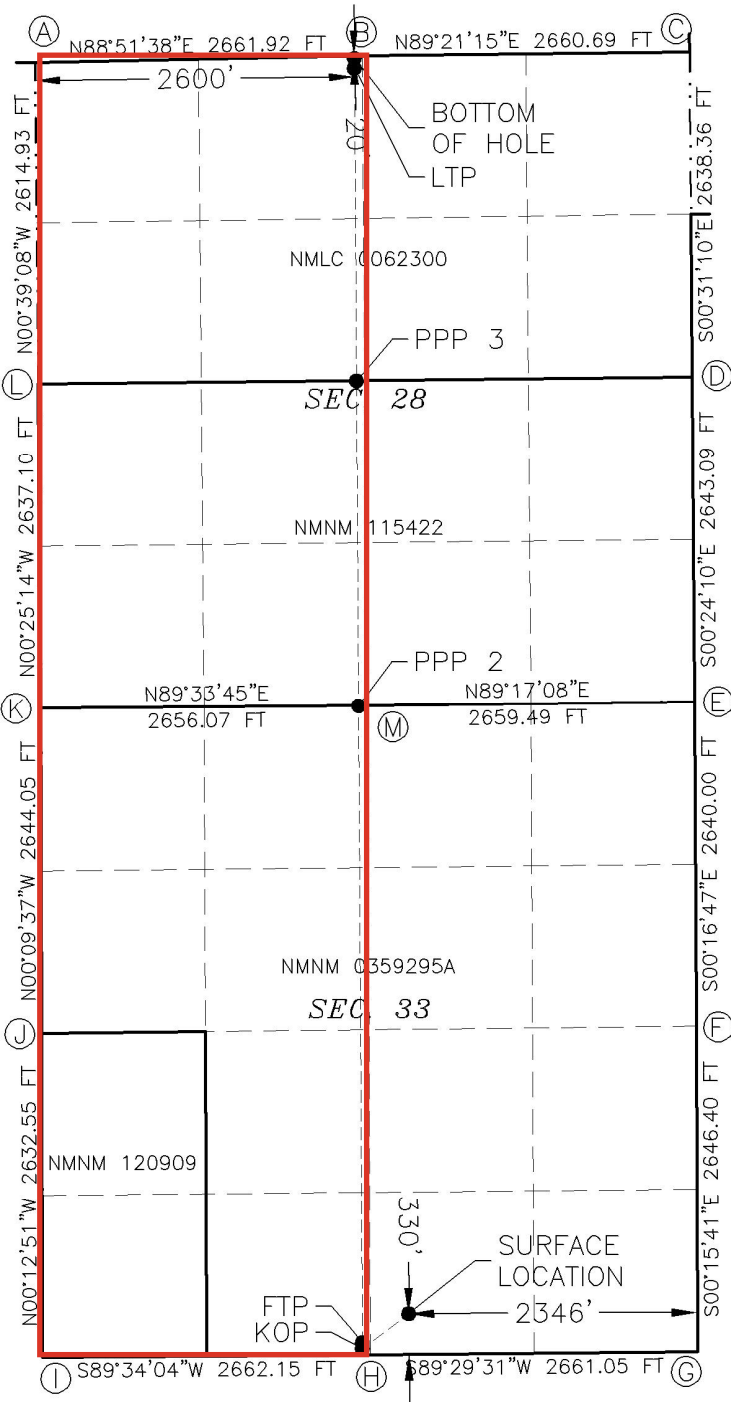 A
B
C
N88°51'38"E 2661.92 FT
N89°21'15"E 2660.69 FT
2600'
20
BOTTOM
OF HOLE
LTP
N00°39'08"W 2614.93 FT
S00°31'10"E 2638.36 FT
NMLC 0062300
PPP 3
L
D
SEC 28
N00°25'14"W 2637.10 FT
S00°24'10"E 2643.09 FT
NMNM 115422
PPP 2
K
N89°33'45"E
2656.07 FT
N89°17'08"E
2659.49 FT
E
M
N00°09'37"W 2644.05 FT
S00°16'47"E 2640.00 FT
NMNM 0359295A
SEC. 33
J
F
N00°12'51"W 2632.55 FT
S00°15'41"E 2646.40 FT
NMNM 120909
330'
SURFACE
LOCATION
2346'
FTP
KOP
I
S89°34'04"W 2662.15 FT
H
S89°29'31"W 2661.05 FT
G